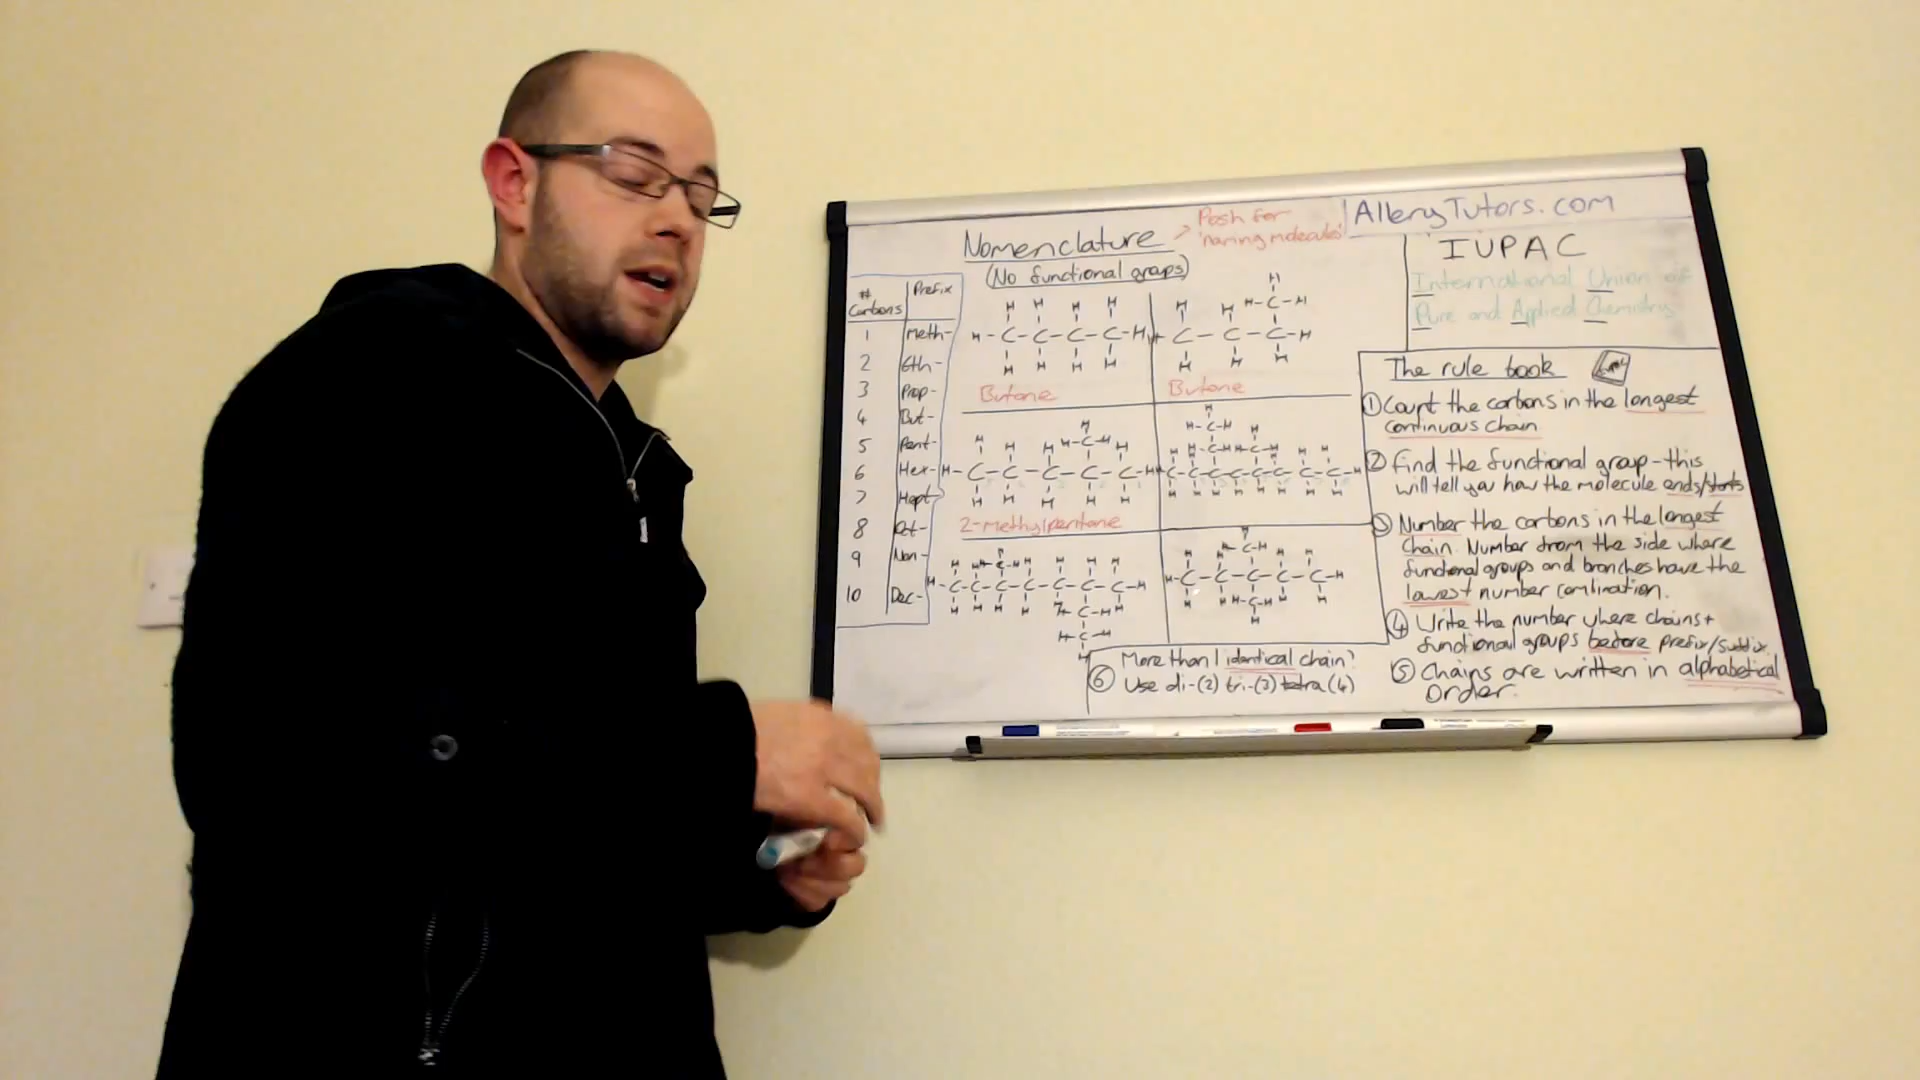 AlleryTutors.com
Nomenclature
Posh for
'naming molecules'
(No functional groups)
IUPAC
International Union of
Pure and Applied Chemistry
# Carbons Prefix
1 Meth-
2 Eth-
3 Prop-
4 But-
5 Pent-
6 Hex-
7 Hept-
8 Oct-
9 Non-
10 Dec-
Butane
Butane
2-methylpentane
The rule book
① Count the carbons in the longest
continuous chain
② Find the functional group - this
will tell you how the molecule ends/starts
③ Number the carbons in the longest
chain. Number from the side where
functional groups and branches have the
lowest number combination.
④ Write the number where chains +
functional groups before prefix/suffix.
⑤ Chains are written in alphabetical
order.
⑥ More than 1 identical chain?
Use di-(2) tri-(3) tetra (4)